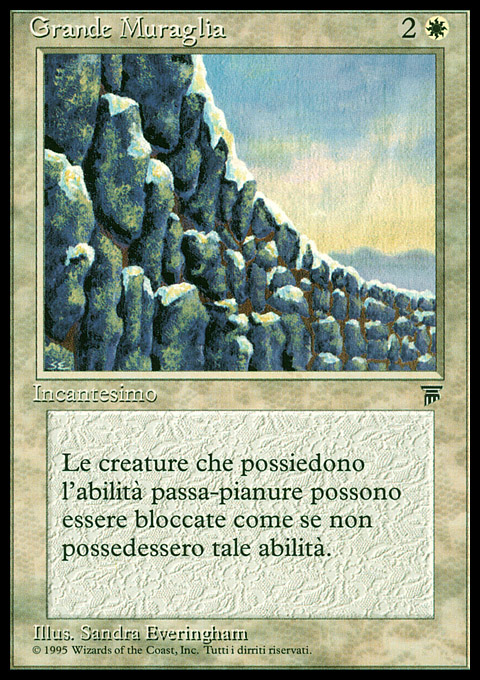 Grande Muraglia 2
Incantesimo
Le creature che possiedono
l'abilità passa-pianure possono
essere bloccate come se non
possedessero tale abilità.
Illus. Sandra Everingham
© 1995 Wizards of the Coast, Inc. Tutti i dirriti riservati.